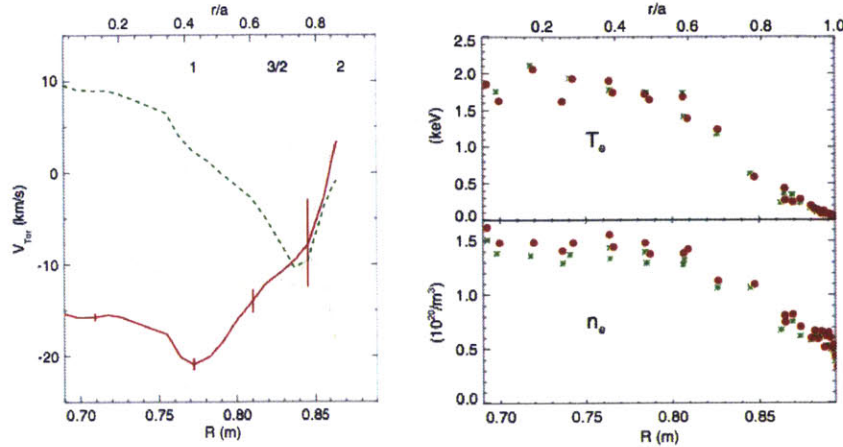 r/a
0.2 0.4 0.6 0.8
1 3/2 2
10
0
-10
-20
V_Tor (km/s)
0.70 0.75 0.80 0.85
R (m)
r/a
0.0 0.2 0.4 0.6 0.8 1.0
2.5
2.0
1.5
1.0
0.5
0.0
(keV)
T_e
1.5
1.0
0.5
0.0
(10^20/m^3)
n_e
0.70 0.75 0.80 0.85
R (m)